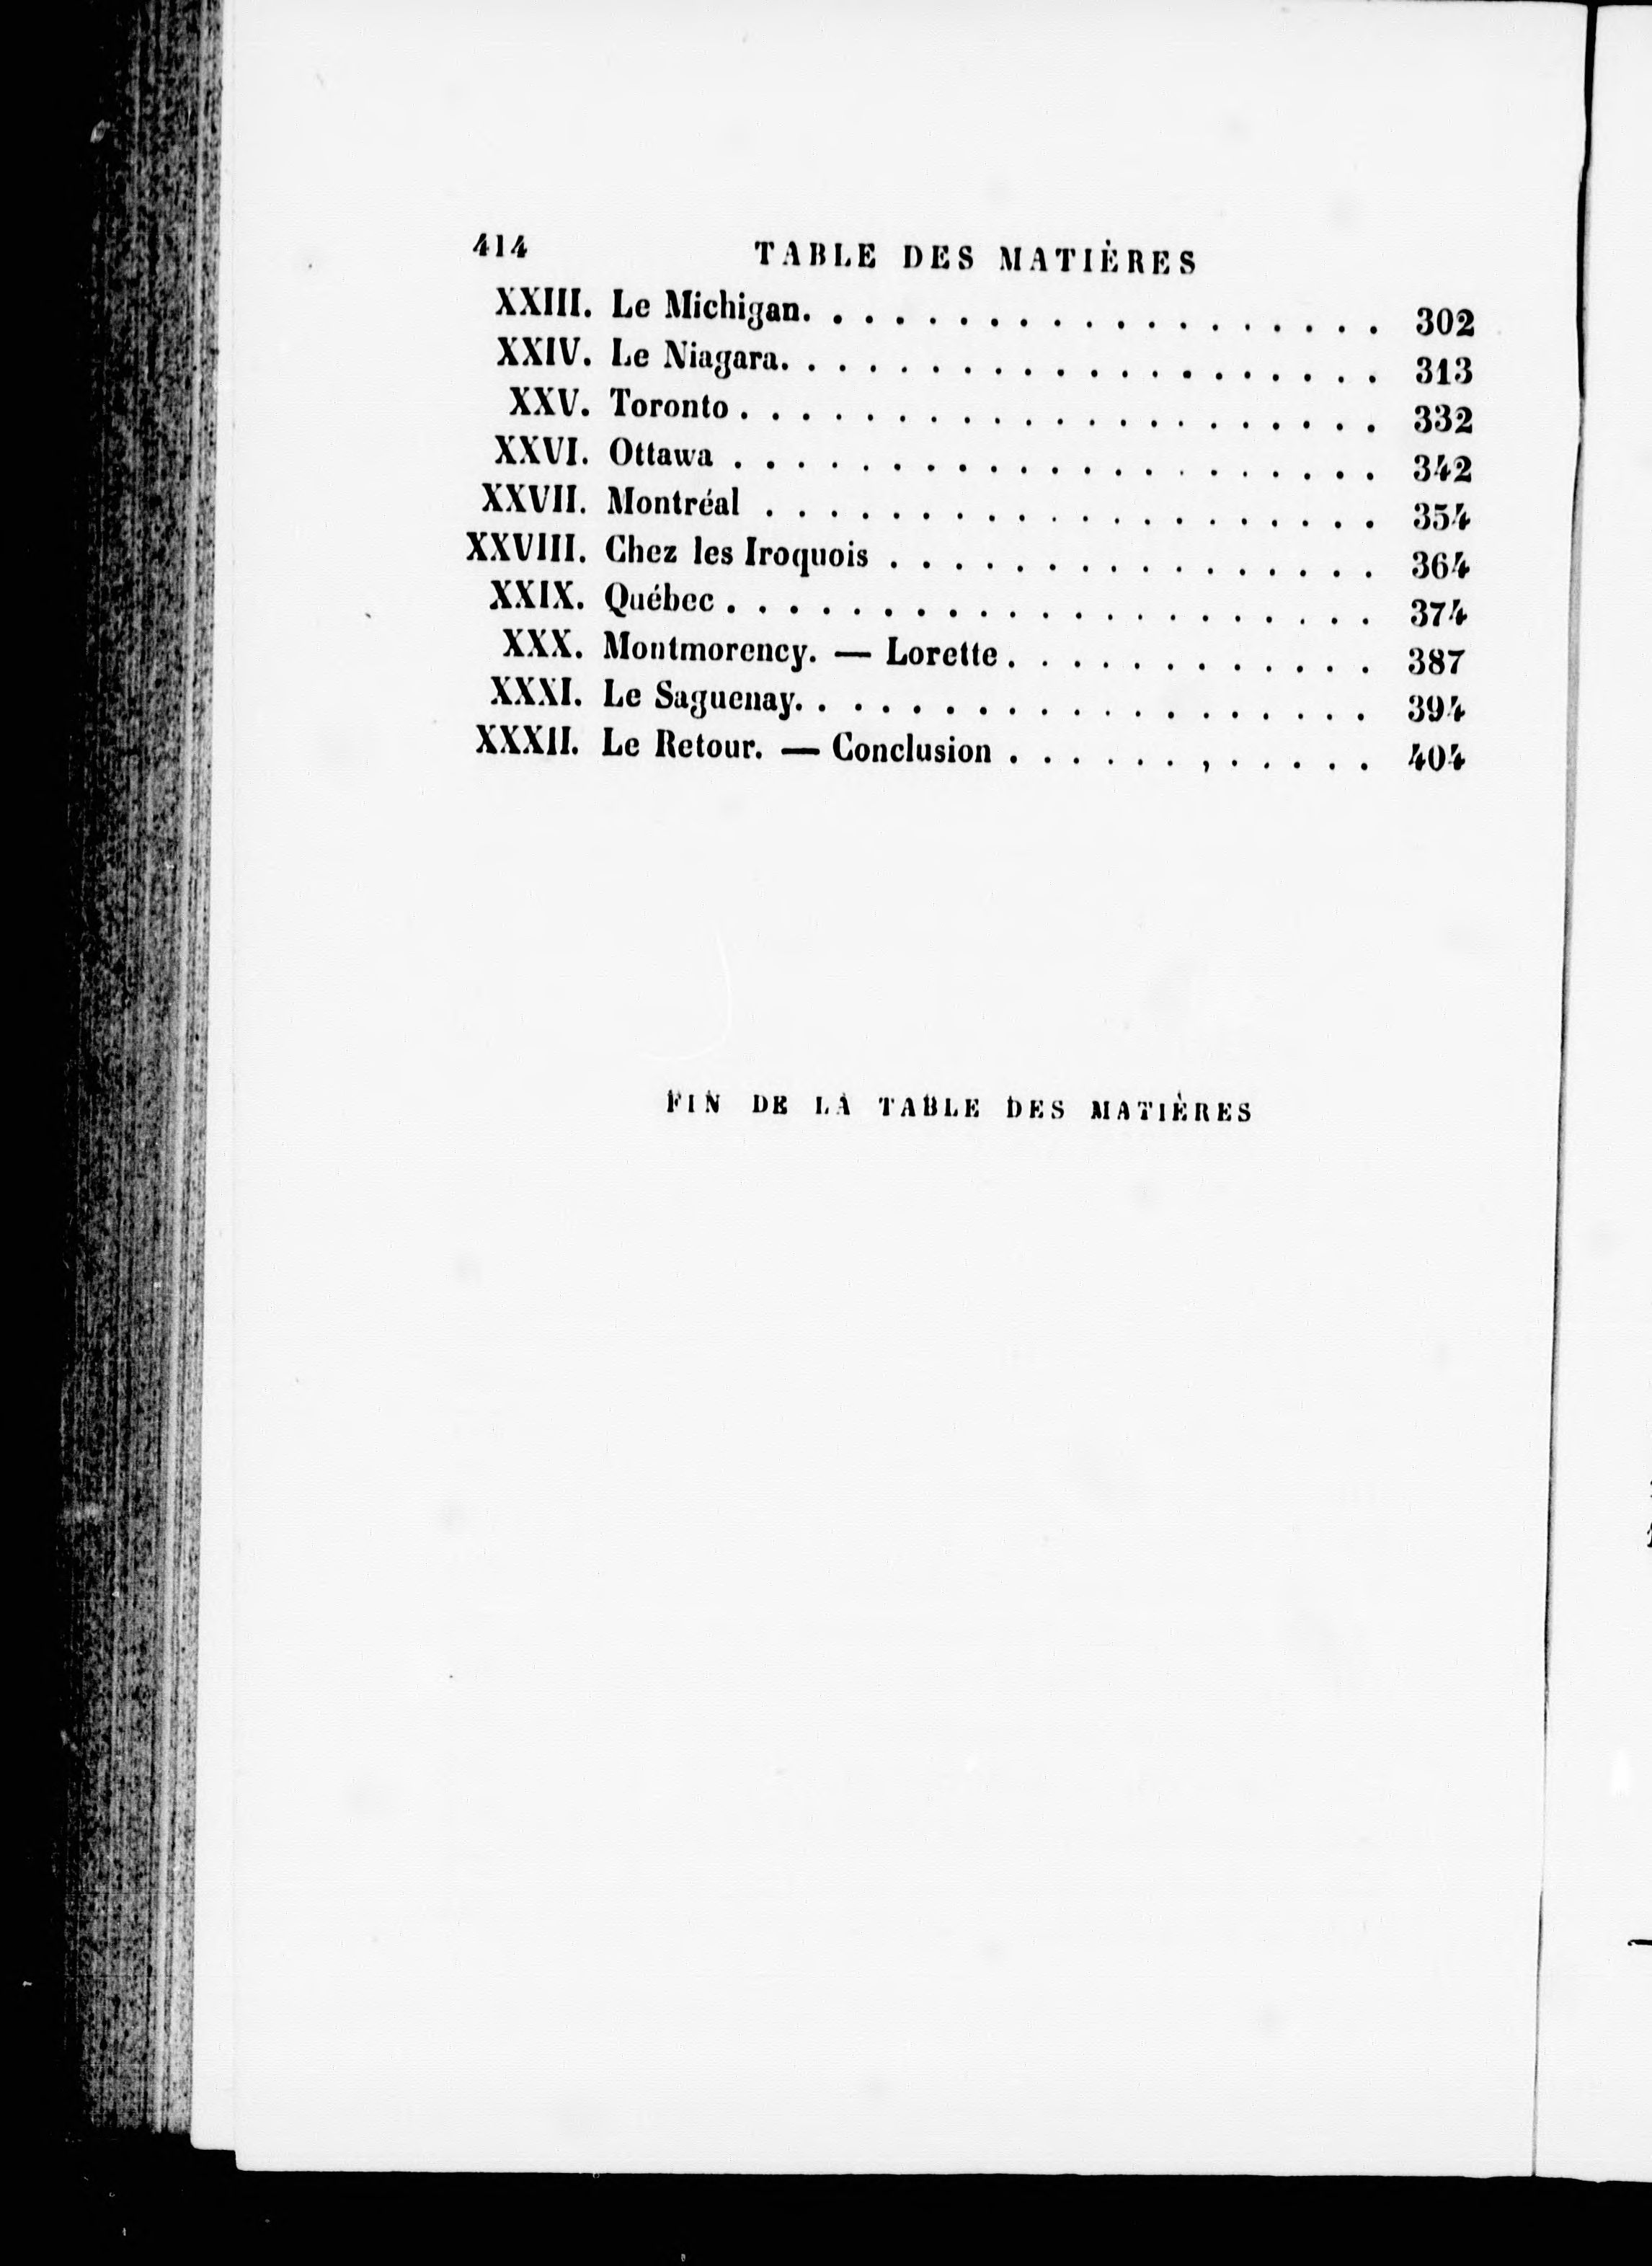 414 TABLE DES MATIÈRES
XXIII. Le Michigan. . . . . . . . . . . . . . . . . . . . 302
XXIV. Le Niagara. . . . . . . . . . . . . . . . . . . . . 313
XXV. Toronto . . . . . . . . . . . . . . . . . . . . . 332
XXVI. Ottawa . . . . . . . . . . . . . . . . . . . . . 342
XXVII. Montréal . . . . . . . . . . . . . . . . . . . . 354
XXVIII. Chez les Iroquois . . . . . . . . . . . . . . . . 364
XXIX. Québec . . . . . . . . . . . . . . . . . . . . . 374
XXX. Montmorency. — Lorette . . . . . . . . . . . . 387
XXXI. Le Saguenay. . . . . . . . . . . . . . . . . . . . 394
XXXII. Le Retour. — Conclusion . . . . . . , . . . . . 404
FIN DE LA TABLE DES MATIÈRES